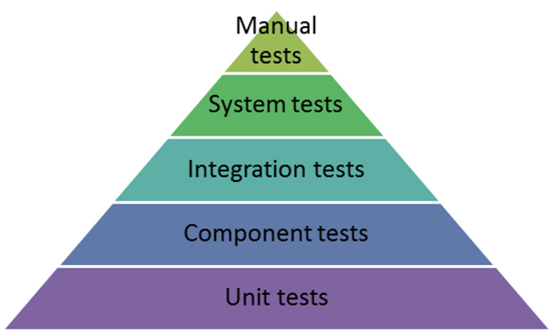 Manual
tests
System tests
Integration tests
Component tests
Unit tests